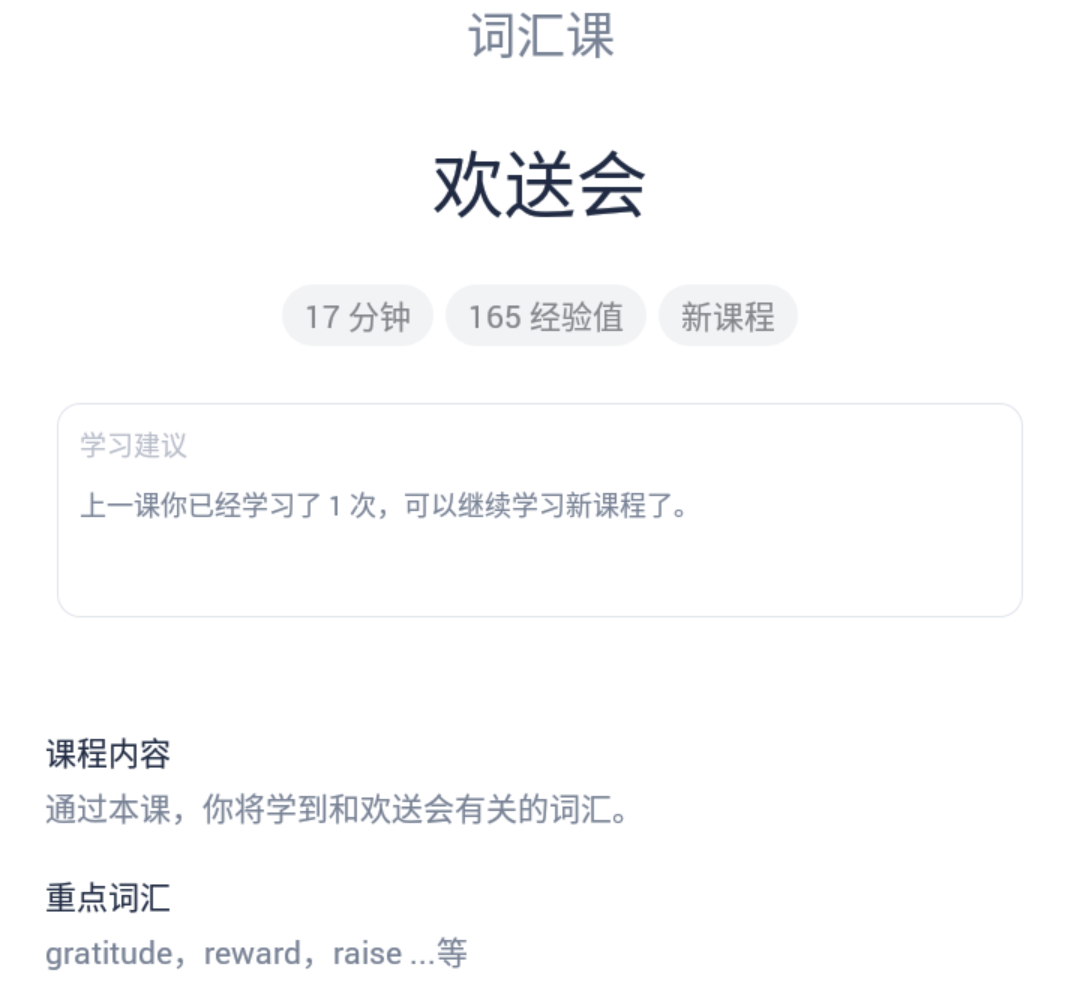 词汇课
欢送会
17 分钟 165 经验值 新课程
学习建议
上一课你已经学习了 1 次，可以继续学习新课程了。
课程内容
通过本课，你将学到和欢送会有关的词汇。
重点词汇
gratitude，reward，raise ...等